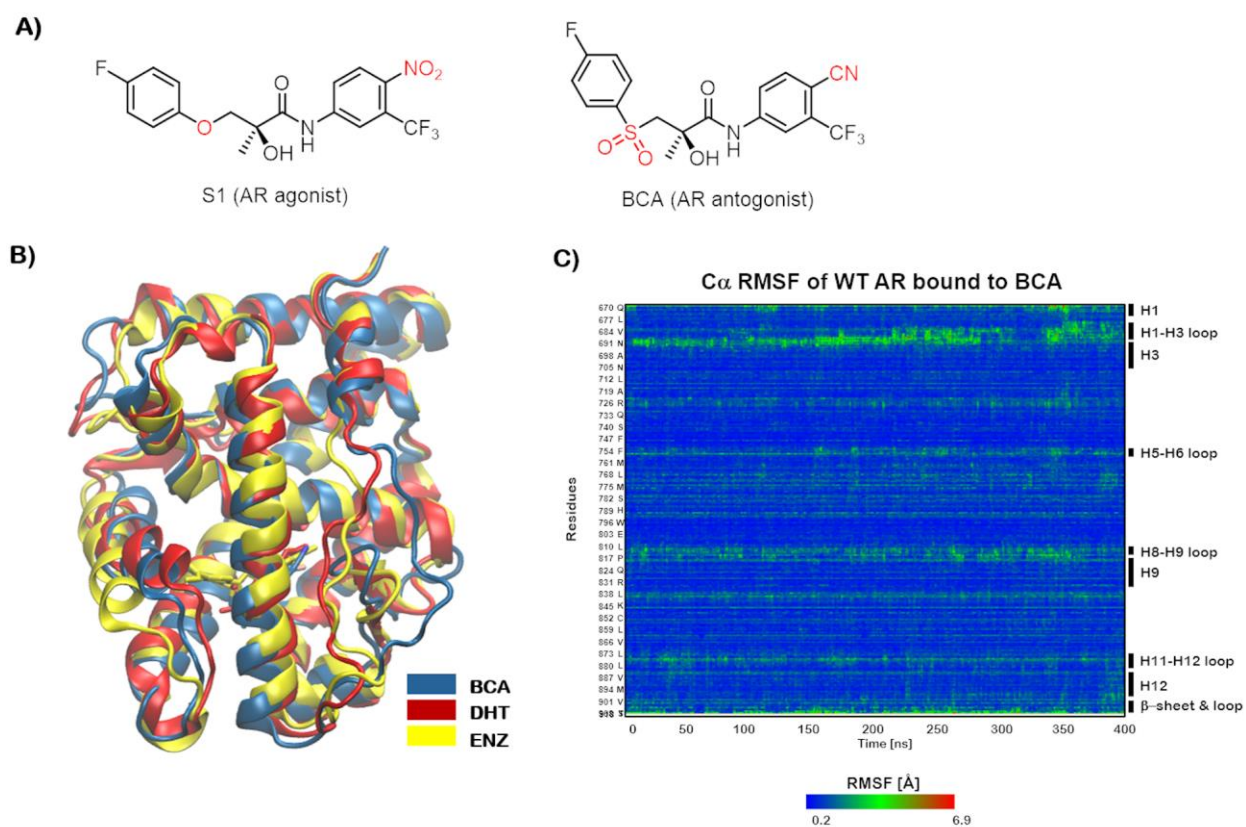 A)
F
O
O
N
H
OH
NO₂
CF₃
S1 (AR agonist)
F
S
O
O
O
N
H
OH
CN
CF₃
BCA (AR antogonist)
B)
BCA
DHT
ENZ
C)
Cα RMSF of WT AR bound to BCA
Residues
670 Q
677 L
684 V
691 N
698 A
705 N
712 L
719 A
726 R
733 Q
740 S
747 F
754 F
761 M
768 L
775 M
782 S
789 H
796 W
803 E
810 L
817 P
824 Q
831 R
838 L
845 K
852 C
859 L
866 V
873 L
880 L
887 V
894 M
901 V
H1
H1-H3 loop
H3
H5-H6 loop
H8-H9 loop
H9
H11-H12 loop
H12
β-sheet & loop
0 50 100 150 200 250 300 350 400
Time [ns]
RMSF [Å]
0.2 6.9